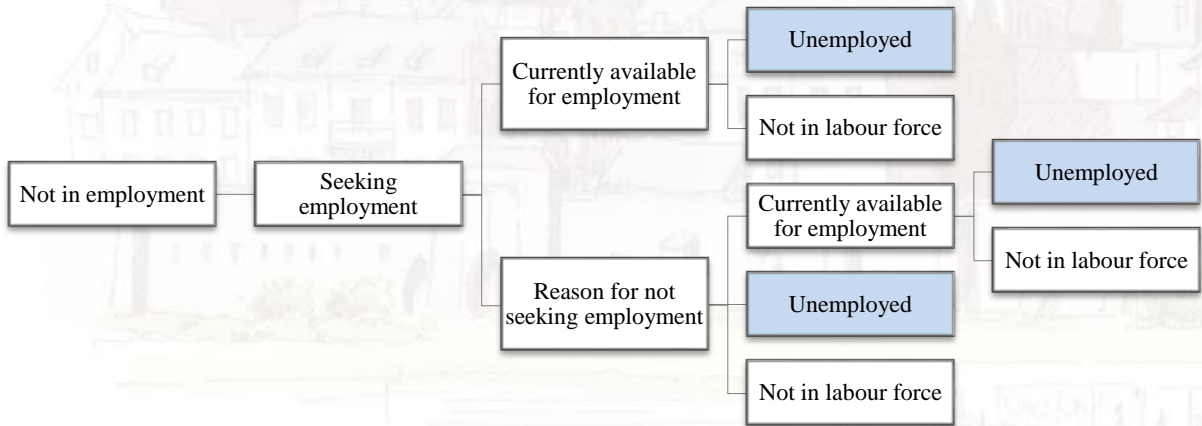 Not in employment
Seeking
employment
Currently available
for employment
Unemployed
Not in labour force
Reason for not
seeking employment
Currently available
for employment
Unemployed
Not in labour force
Unemployed
Not in labour force